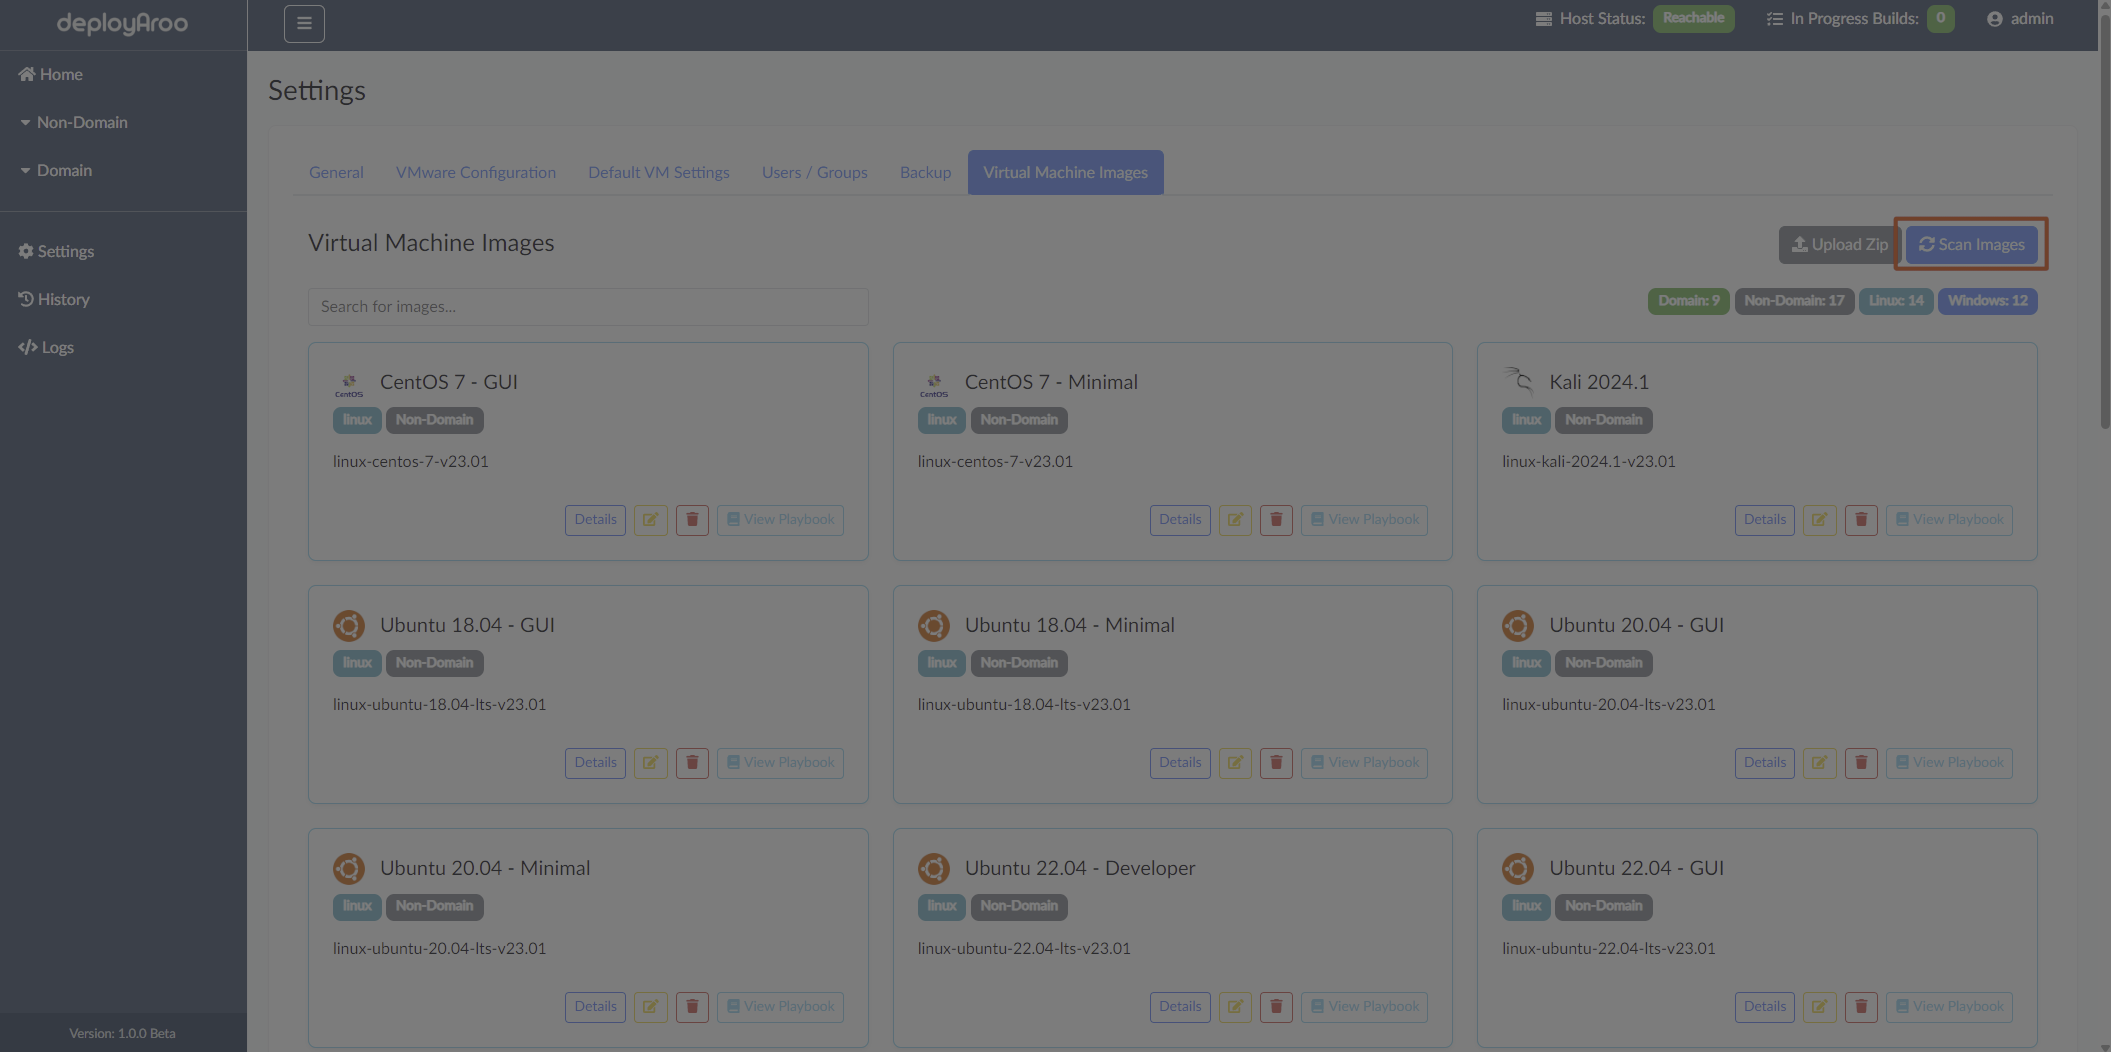 deployAroo
Host Status: Reachable
In Progress Builds: 0
admin
Home
Non-Domain
Domain
Settings
History
Logs
Version: 1.0.0 Beta
Settings
General
VMware Configuration
Default VM Settings
Users / Groups
Backup
Virtual Machine Images
Virtual Machine Images
Upload Zip
Scan Images
Search for images...
Domain: 9
Non-Domain: 17
Linux: 14
Windows: 12
CentOS
CentOS 7 - GUI
linux Non-Domain
linux-centos-7-v23.01
Details
View Playbook
CentOS
CentOS 7 - Minimal
linux Non-Domain
linux-centos-7-v23.01
Details
View Playbook
Kali 2024.1
linux Non-Domain
linux-kali-2024.1-v23.01
Details
View Playbook
Ubuntu 18.04 - GUI
linux Non-Domain
linux-ubuntu-18.04-lts-v23.01
Details
View Playbook
Ubuntu 18.04 - Minimal
linux Non-Domain
linux-ubuntu-18.04-lts-v23.01
Details
View Playbook
Ubuntu 20.04 - GUI
linux Non-Domain
linux-ubuntu-20.04-lts-v23.01
Details
View Playbook
Ubuntu 20.04 - Minimal
linux Non-Domain
linux-ubuntu-20.04-lts-v23.01
Details
View Playbook
Ubuntu 22.04 - Developer
linux Non-Domain
linux-ubuntu-22.04-lts-v23.01
Details
View Playbook
Ubuntu 22.04 - GUI
linux Non-Domain
linux-ubuntu-22.04-lts-v23.01
Details
View Playbook